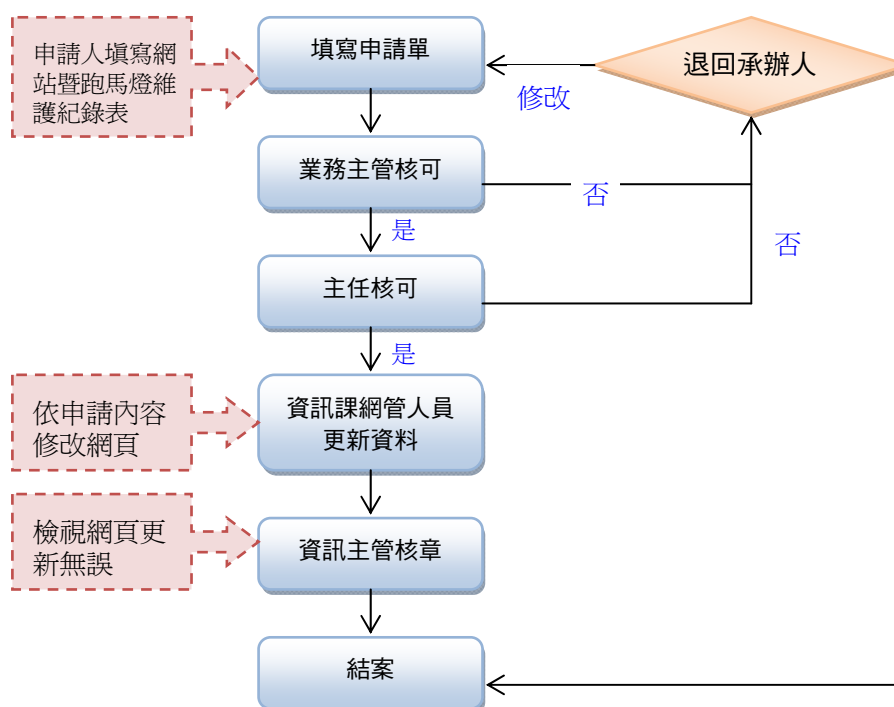 申請人填寫網
站暨跑馬燈維
護紀錄表
填寫申請單
退回承辦人
修改
業務主管核可
否
是
否
主任核可
是
依申請內容
修改網頁
資訊課網管人員
更新資料
檢視網頁更
新無誤
資訊主管核章
結案